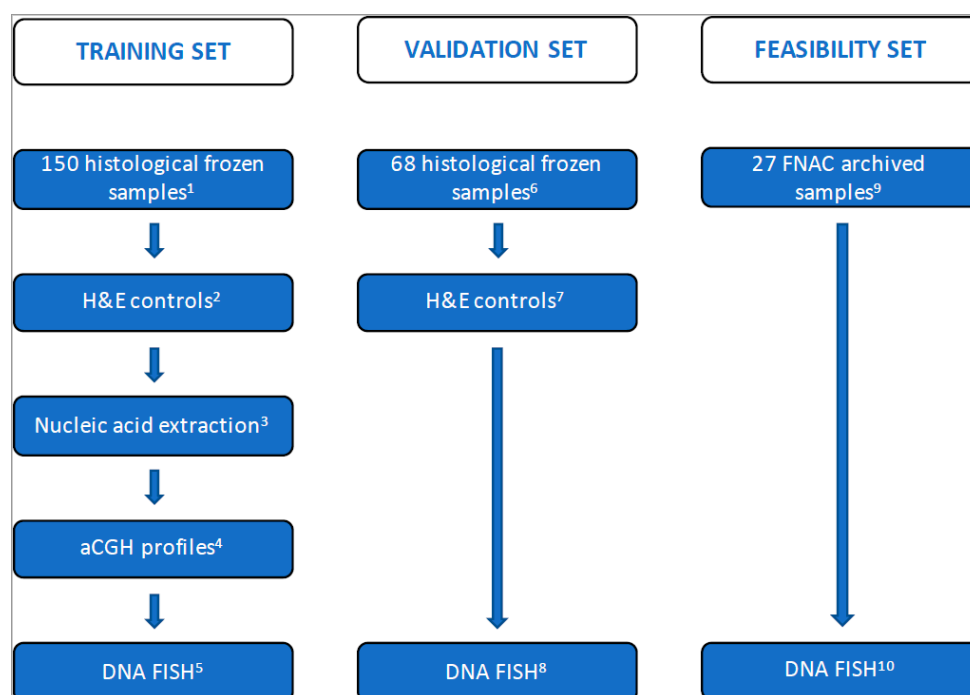 TRAINING SET
150 histological frozen
samples¹
H&E controls²
Nucleic acid extraction³
aCGH profiles⁴
DNA FISH⁵
VALIDATION SET
68 histological frozen
samples⁶
H&E controls⁷
DNA FISH⁸
FEASIBILITY SET
27 FNAC archived
samples⁹
DNA FISH¹⁰